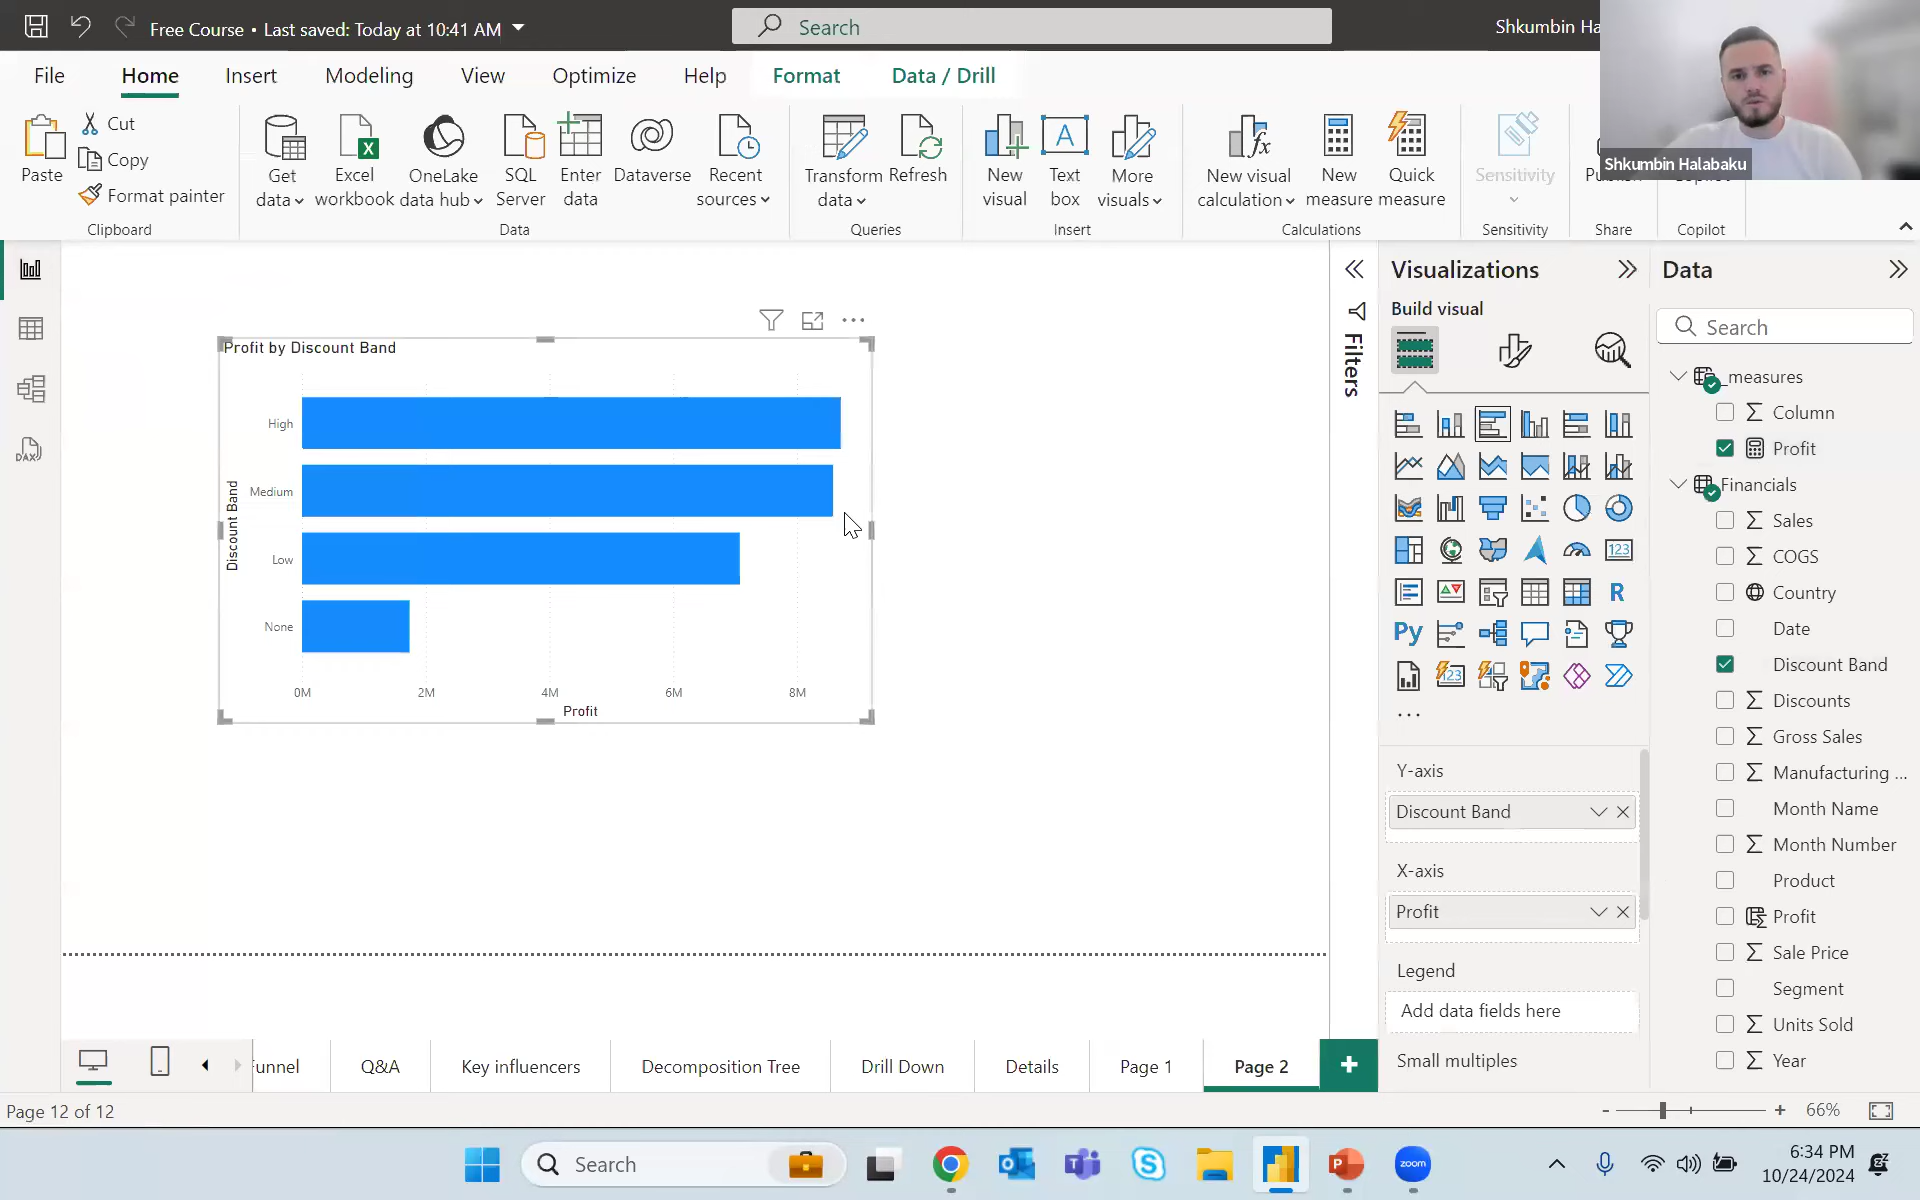 Free Course • Last saved: Today at 10:41 AM
Search
Shkumbin Ha
File
Home
Insert
Modeling
View
Optimize
Help
Format
Data / Drill
Paste
Cut
Copy
Format painter
Clipboard
Get
data
Excel
workbook
OneLake
data hub
SQL
Server
Enter
data
Dataverse
Recent
sources
Data
Transform
data
Refresh
Queries
New
visual
A
Text
box
More
visuals
Insert
New visual
calculation
New
measure
Quick
measure
Calculations
Sensitivity
Sensitivity
Share
Copilot
Shkumbin Halabaku
DAX
Profit by Discount Band
Discount Band
High
Medium
Low
None
0M
2M
4M
6M
8M
Profit
Filters
Visualizations
Build visual
123
R
Py
123
Y-axis
Discount Band
X-axis
Profit
Legend
Add data fields here
Small multiples
Data
Search
_measures
Column
Profit
Financials
Sales
COGS
Country
Date
Discount Band
Discounts
Gross Sales
Manufacturing ...
Month Name
Month Number
Product
Profit
Sale Price
Segment
Units Sold
Year
unnel
Q&A
Key influencers
Decomposition Tree
Drill Down
Details
Page 1
Page 2
Page 12 of 12
- + 66%
Search
zoom
6:34 PM
10/24/2024